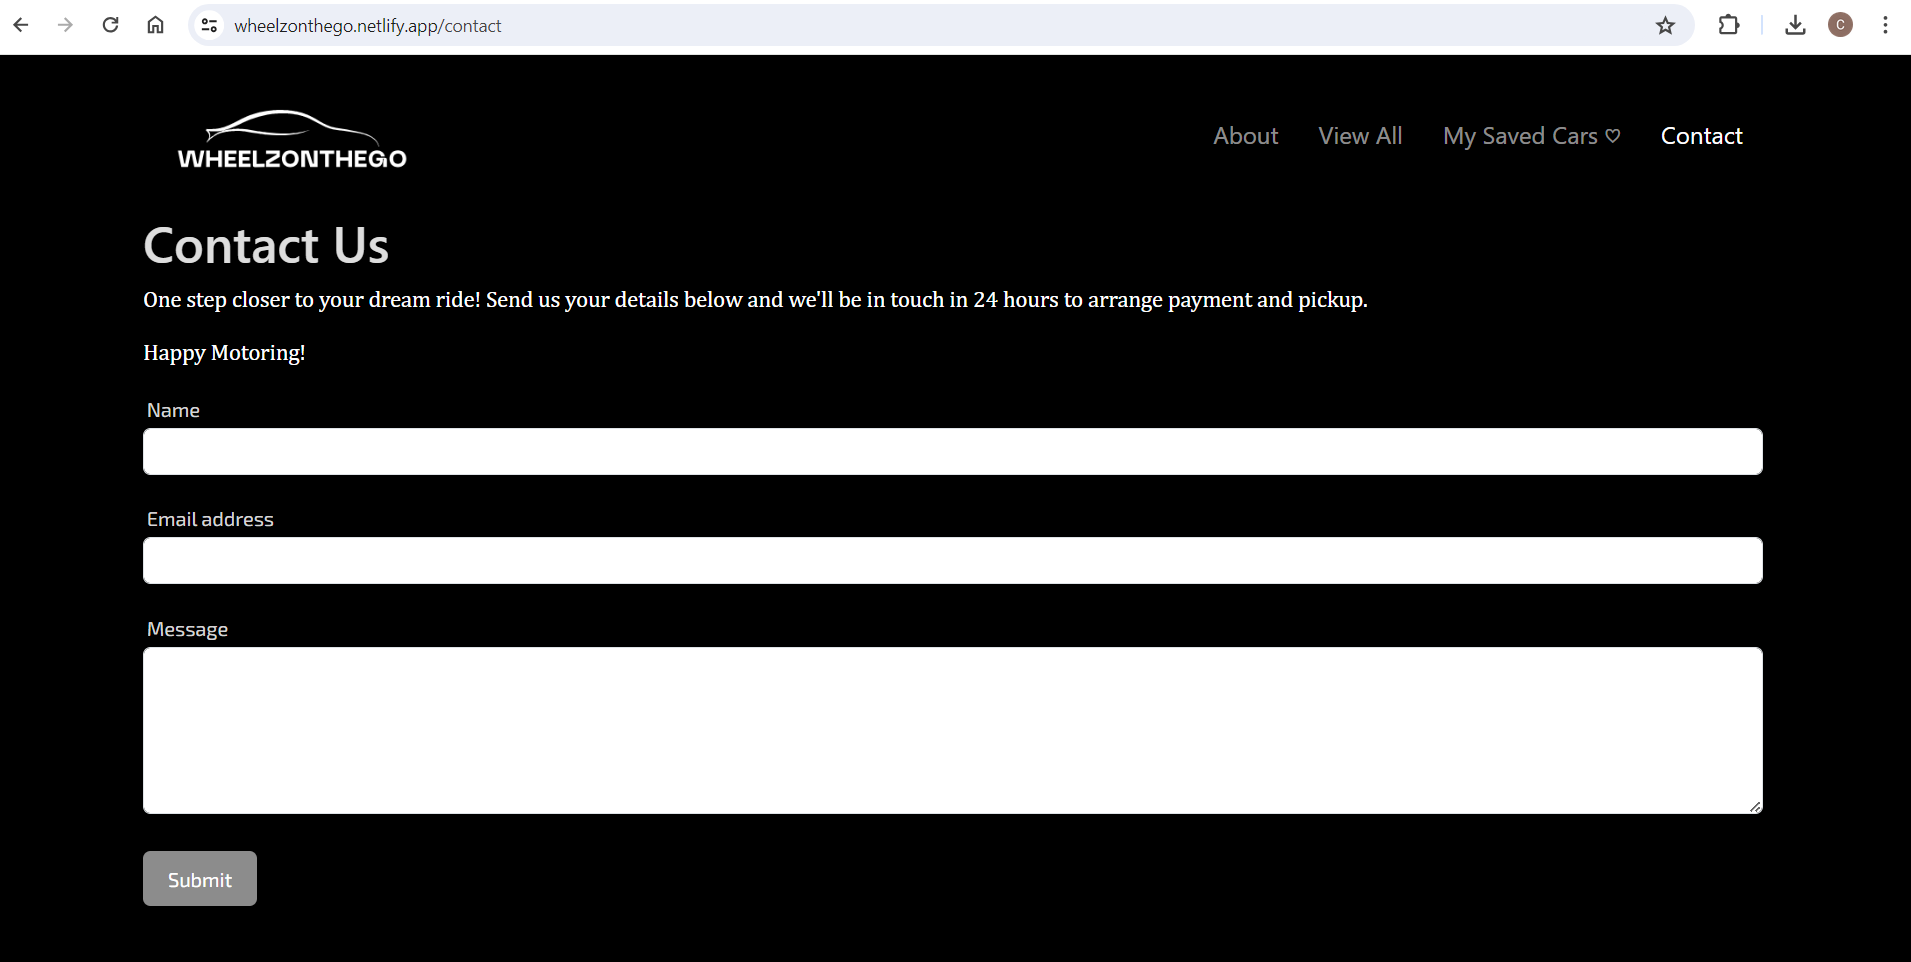 wheelzonthego.netlify.app/contact
C
WHEELZONTHEGO
About View All My Saved Cars ♡ Contact
Contact Us
One step closer to your dream ride! Send us your details below and we'll be in touch in 24 hours to arrange payment and pickup.
Happy Motoring!
Name
Email address
Message
Submit